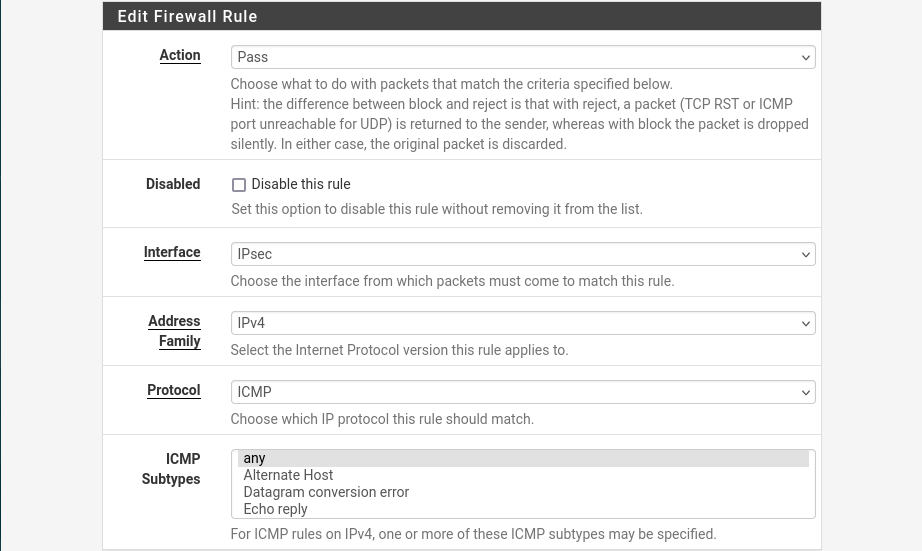 Edit Firewall Rule
Action
Pass
Choose what to do with packets that match the criteria specified below.
Hint: the difference between block and reject is that with reject, a packet (TCP RST or ICMP
port unreachable for UDP) is returned to the sender, whereas with block the packet is dropped
silently. In either case, the original packet is discarded.
Disabled
Disable this rule
Set this option to disable this rule without removing it from the list.
Interface
IPsec
Choose the interface from which packets must come to match this rule.
Address
Family
IPv4
Select the Internet Protocol version this rule applies to.
Protocol
ICMP
Choose which IP protocol this rule should match.
ICMP
Subtypes
any
Alternate Host
Datagram conversion error
Echo reply
For ICMP rules on IPv4, one or more of these ICMP subtypes may be specified.